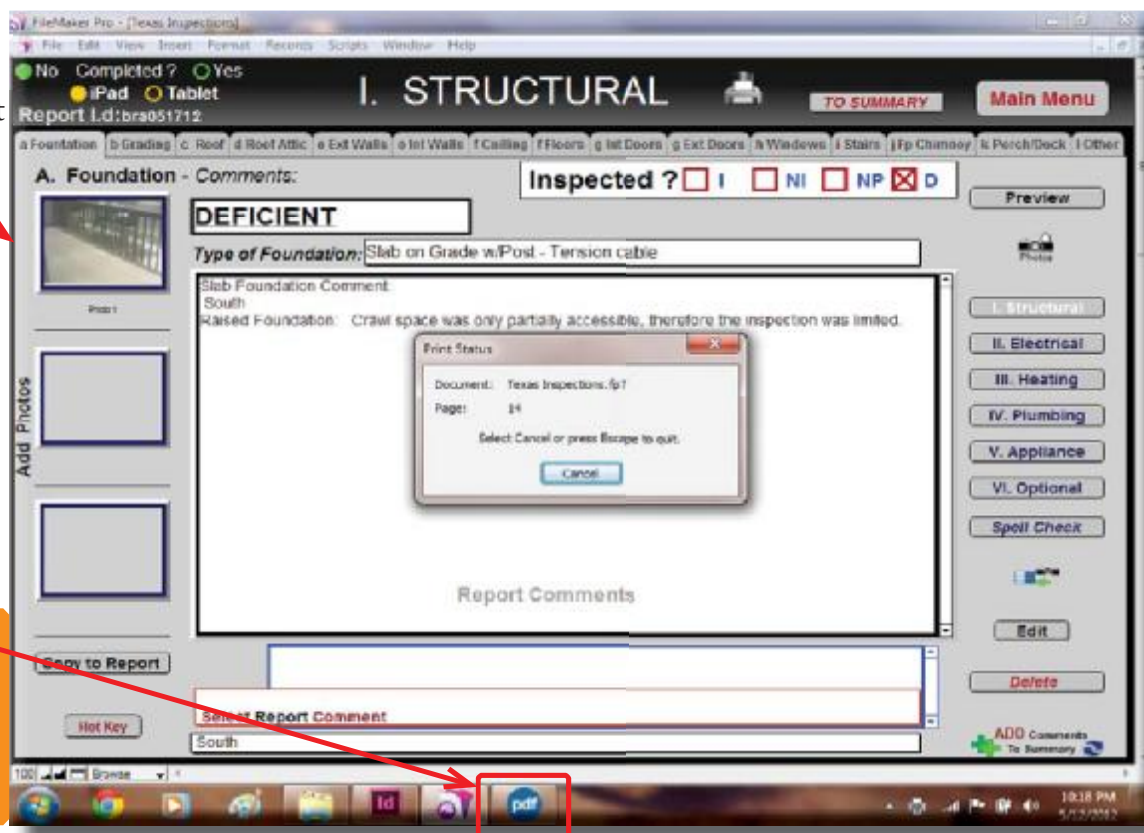 FileMaker Pro - [Texas Inspections]
File Edit View Insert Format Records Scripts Window Help
No Completed ? Yes
iPad Tablet
Report I.d:bra051712
I. STRUCTURAL
TO SUMMARY
Main Menu
a Foundation b Grading c Roof d Roof Attic e Ext Walls e Int Walls f Ceiling f Floors g Int Doors g Ext Doors h Windows i Stairs j Fp Chimney k Porch/Deck l Other
A. Foundation - Comments:
Inspected ? I NI NP D
Preview
DEFICIENT
Type of Foundation: Slab on Grade w/Post - Tension cable
Photos
Photo 1
Slab Foundation Comment
South
Raised Foundation: Crawl space was only partially accessible, therefore the inspection was limited.
Print Status
Document: Texas Inspections.fp7
Page: 14
Select Cancel or press Escape to quit.
Cancel
Add Photos
I. Structural
II. Electrical
III. Heating
IV. Plumbing
V. Appliance
VI. Optional
Spell Check
Report Comments
Edit
Copy to Report
Delete
Select Report Comment
Hot Key
South
ADD Comments
To Summary
100 Browse
Id
pdf
10:18 PM
5/12/2012